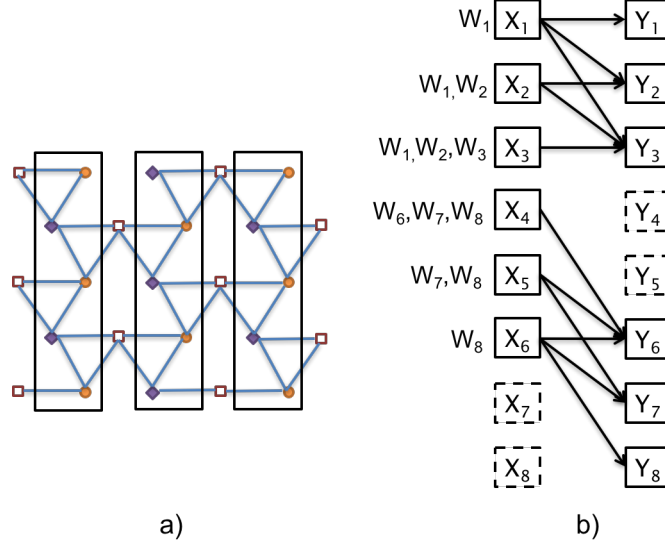 W₁ X₁ Y₁
W₁,W₂ X₂ Y₂
W₁,W₂,W₃ X₃ Y₃
W₆,W₇,W₈ X₄ Y₄
W₇,W₈ X₅ Y₅
W₈ X₆ Y₆
X₇ Y₇
X₈ Y₈
a) b)